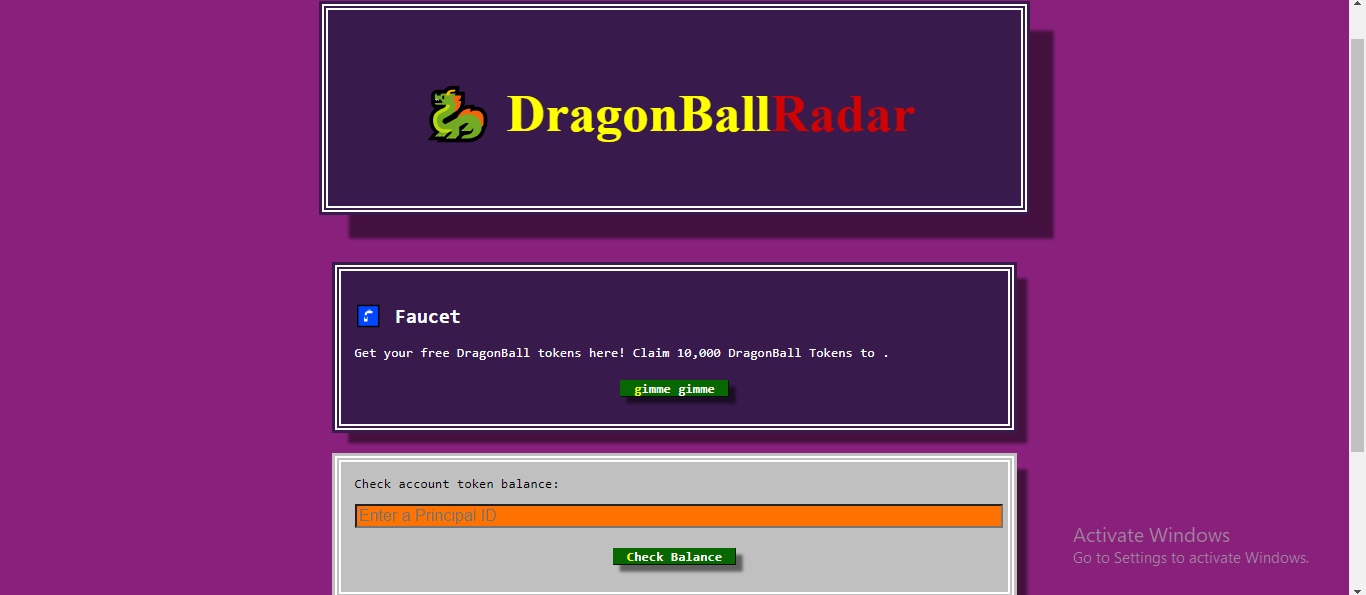 DragonBallRadar
Faucet
Get your free DragonBall tokens here! Claim 10,000 DragonBall Tokens to .
gimme gimme
Check account token balance:
Enter a Principal ID
Check Balance
Activate Windows
Go to Settings to activate Windows.